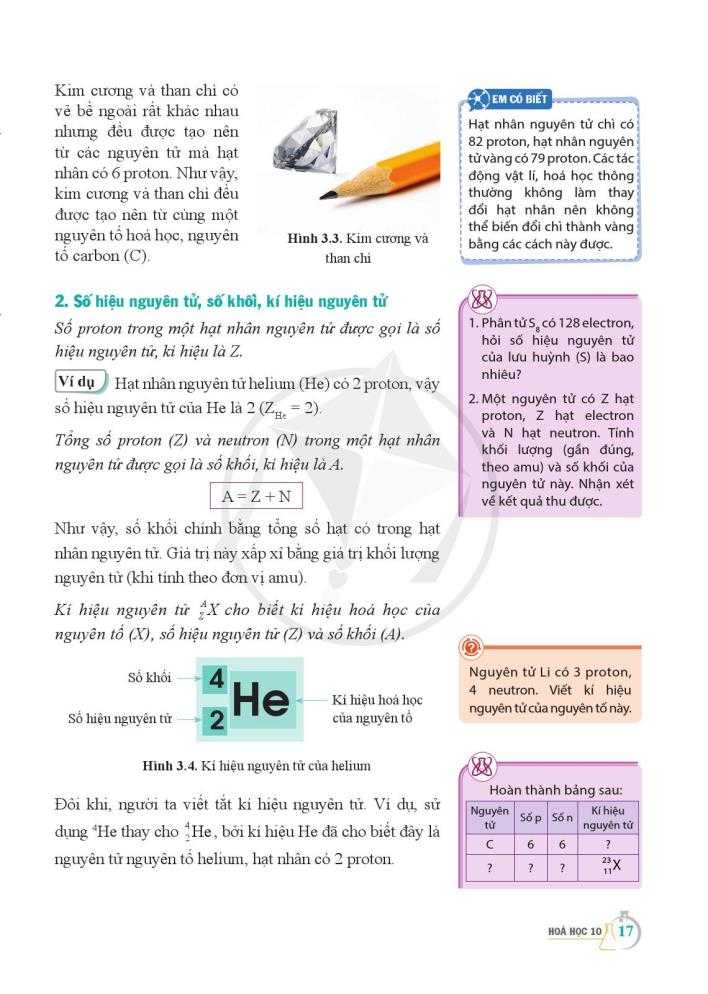 Kim cương và than chì có
vẻ bề ngoài rất khác nhau
nhưng đều được tạo nên
từ các nguyên tử mà hạt
nhân có 6 proton. Như vậy,
kim cương và than chì đều
được tạo nên từ cùng một
nguyên tố hoá học, nguyên
tố carbon (C).
Hình 3.3. Kim cương và
than chì
EM CÓ BIẾT
Hạt nhân nguyên tử chì có
82 proton, hạt nhân nguyên
tử vàng có 79 proton. Các tác
động vật lí, hoá học thông
thường không làm thay
đổi hạt nhân nên không
thể biến đổi chì thành vàng
bằng các cách này được.
2. Số hiệu nguyên tử, số khối, kí hiệu nguyên tử
Số proton trong một hạt nhân nguyên tử được gọi là số
hiệu nguyên tử, kí hiệu là Z.
Ví dụ Hạt nhân nguyên tử helium (He) có 2 proton, vậy
số hiệu nguyên tử của He là 2 (Z_He = 2).
Tổng số proton (Z) và neutron (N) trong một hạt nhân
nguyên tử được gọi là số khối, kí hiệu là A.
A = Z + N
Như vậy, số khối chính bằng tổng số hạt có trong hạt
nhân nguyên tử. Giá trị này xấp xỉ bằng giá trị khối lượng
nguyên tử (khi tính theo đơn vị amu).
Kí hiệu nguyên tử ᴬ_Z X cho biết kí hiệu hoá học của
nguyên tố (X), số hiệu nguyên tử (Z) và số khối (A).
Số khối
4
He
2
Số hiệu nguyên tử
Kí hiệu hoá học
của nguyên tố
Hình 3.4. Kí hiệu nguyên tử của helium
Đôi khi, người ta viết tắt kí hiệu nguyên tử. Ví dụ, sử
dụng ⁴He thay cho ⁴₂He, bởi kí hiệu He đã cho biết đây là
nguyên tử nguyên tố helium, hạt nhân có 2 proton.
1. Phân tử S₈ có 128 electron,
hỏi số hiệu nguyên tử
của lưu huỳnh (S) là bao
nhiêu?
2. Một nguyên tử có Z hạt
proton, Z hạt electron
và N hạt neutron. Tính
khối lượng (gần đúng,
theo amu) và số khối của
nguyên tử này. Nhận xét
về kết quả thu được.
Nguyên tử Li có 3 proton,
4 neutron. Viết kí hiệu
nguyên tử của nguyên tố này.
Hoàn thành bảng sau:
Nguyên tử Số p Số n Kí hiệu nguyên tử
C 6 6 ?
? ? ? ²³₁₁X
HOÁ HỌC 10 17